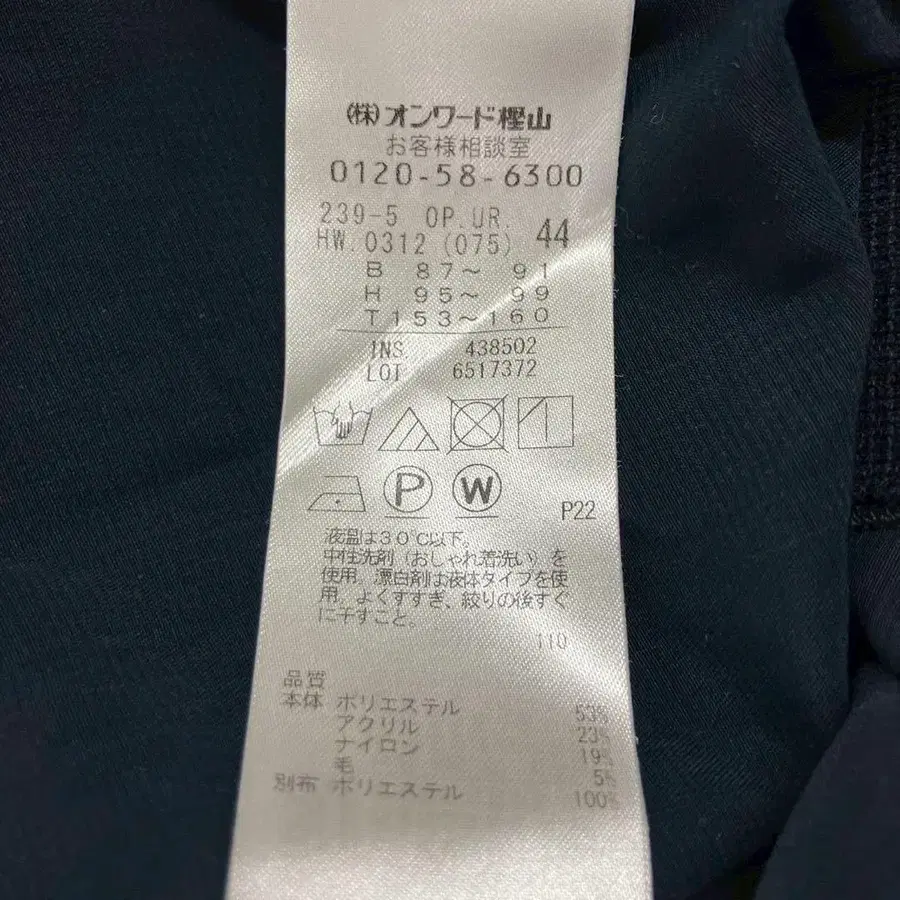 ㈱オンワード樫山
お客様相談室
0120-58-6300
239-5 OP.UR. 44
HW.0312 (075)
B 87～ 91
H 95～ 99
T 153～160
INS. 438502
LOT 6517372
P W
P22
液温は30℃以下。
中性洗剤（おしゃれ着洗い）を
使用。漂白剤は液体タイプを使
用。よくすすぎ、絞りの後すぐ
に干すこと。
110
品質
本体 ポリエステル 53%
アクリル 23%
ナイロン 19%
毛 5%
別布 ポリエステル 100%